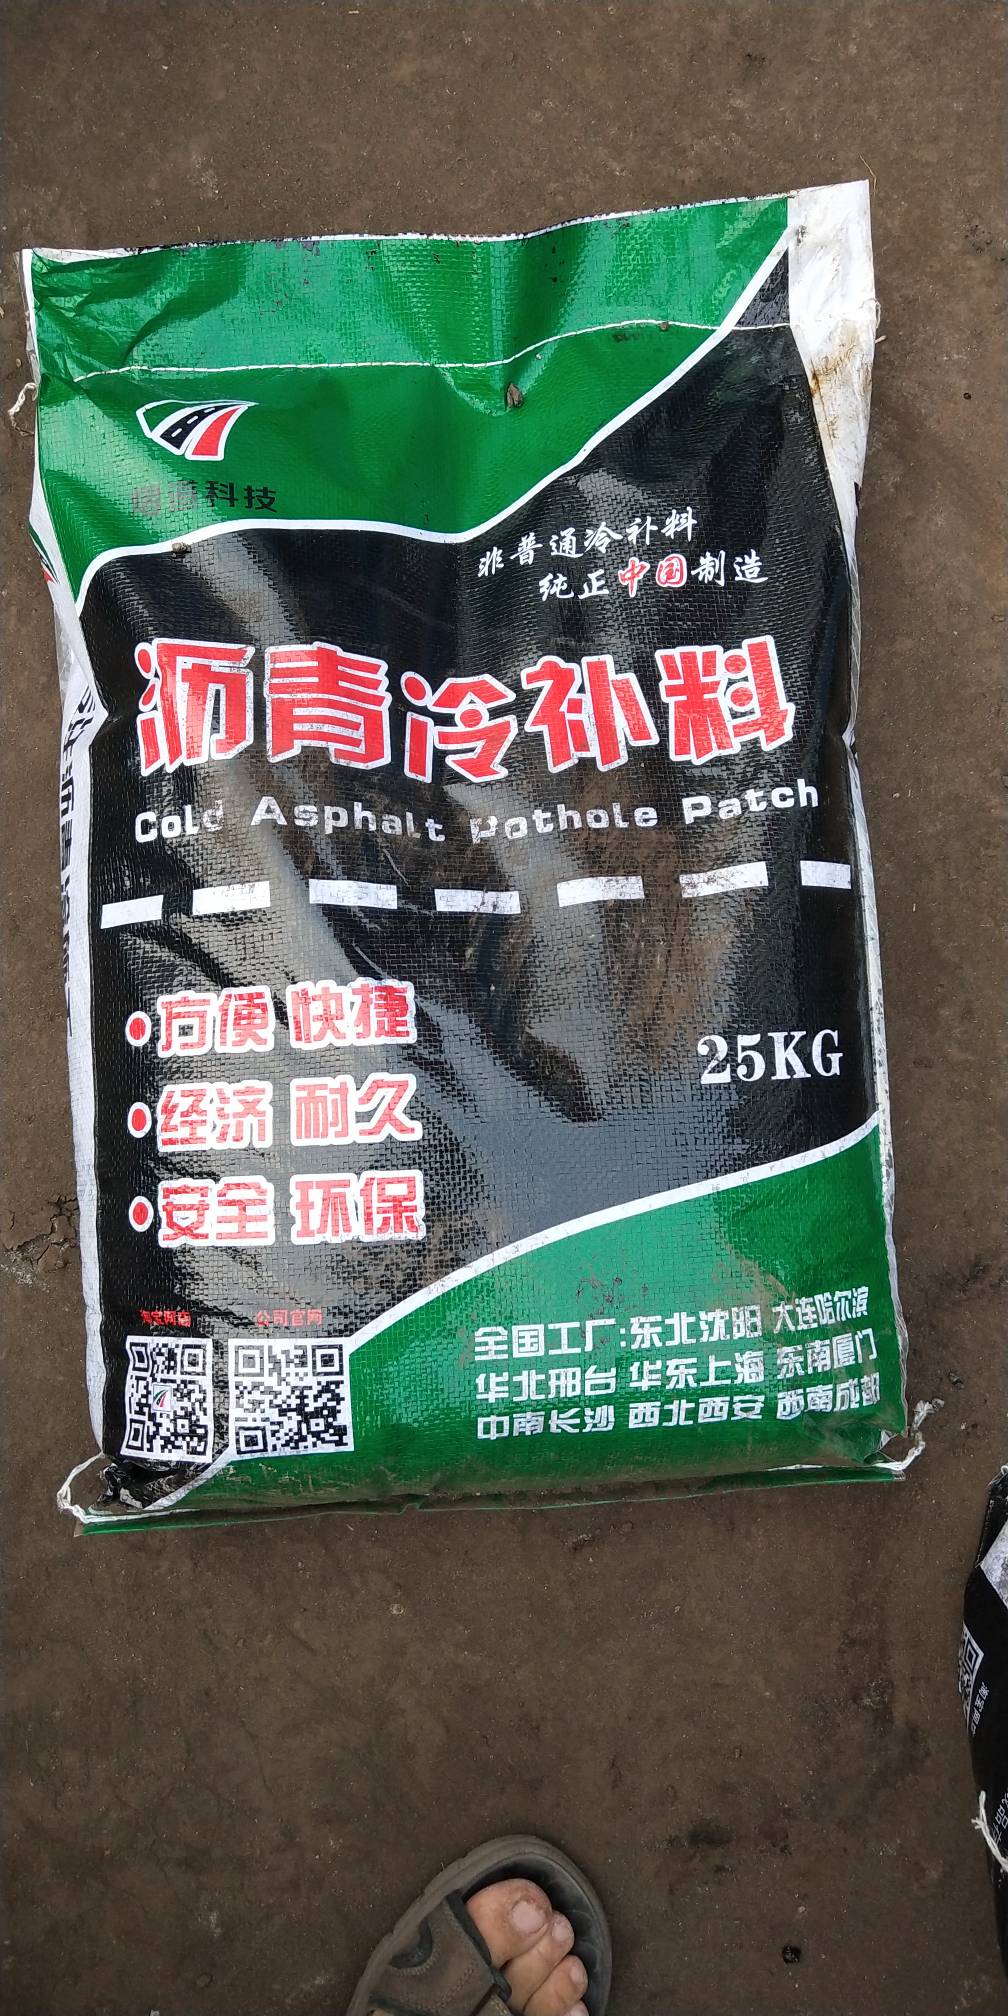 科技
非普通冷补料
纯正中国制造
沥青冷补料
Cold Asphalt Pothole Patch
方便 快捷
经济 耐久
安全 环保
25KG
淘宝网店
公司官网
全国工厂:东北沈阳 大连哈尔滨
华北邢台 华东上海 东南厦门
中南长沙 西北西安 西南成都